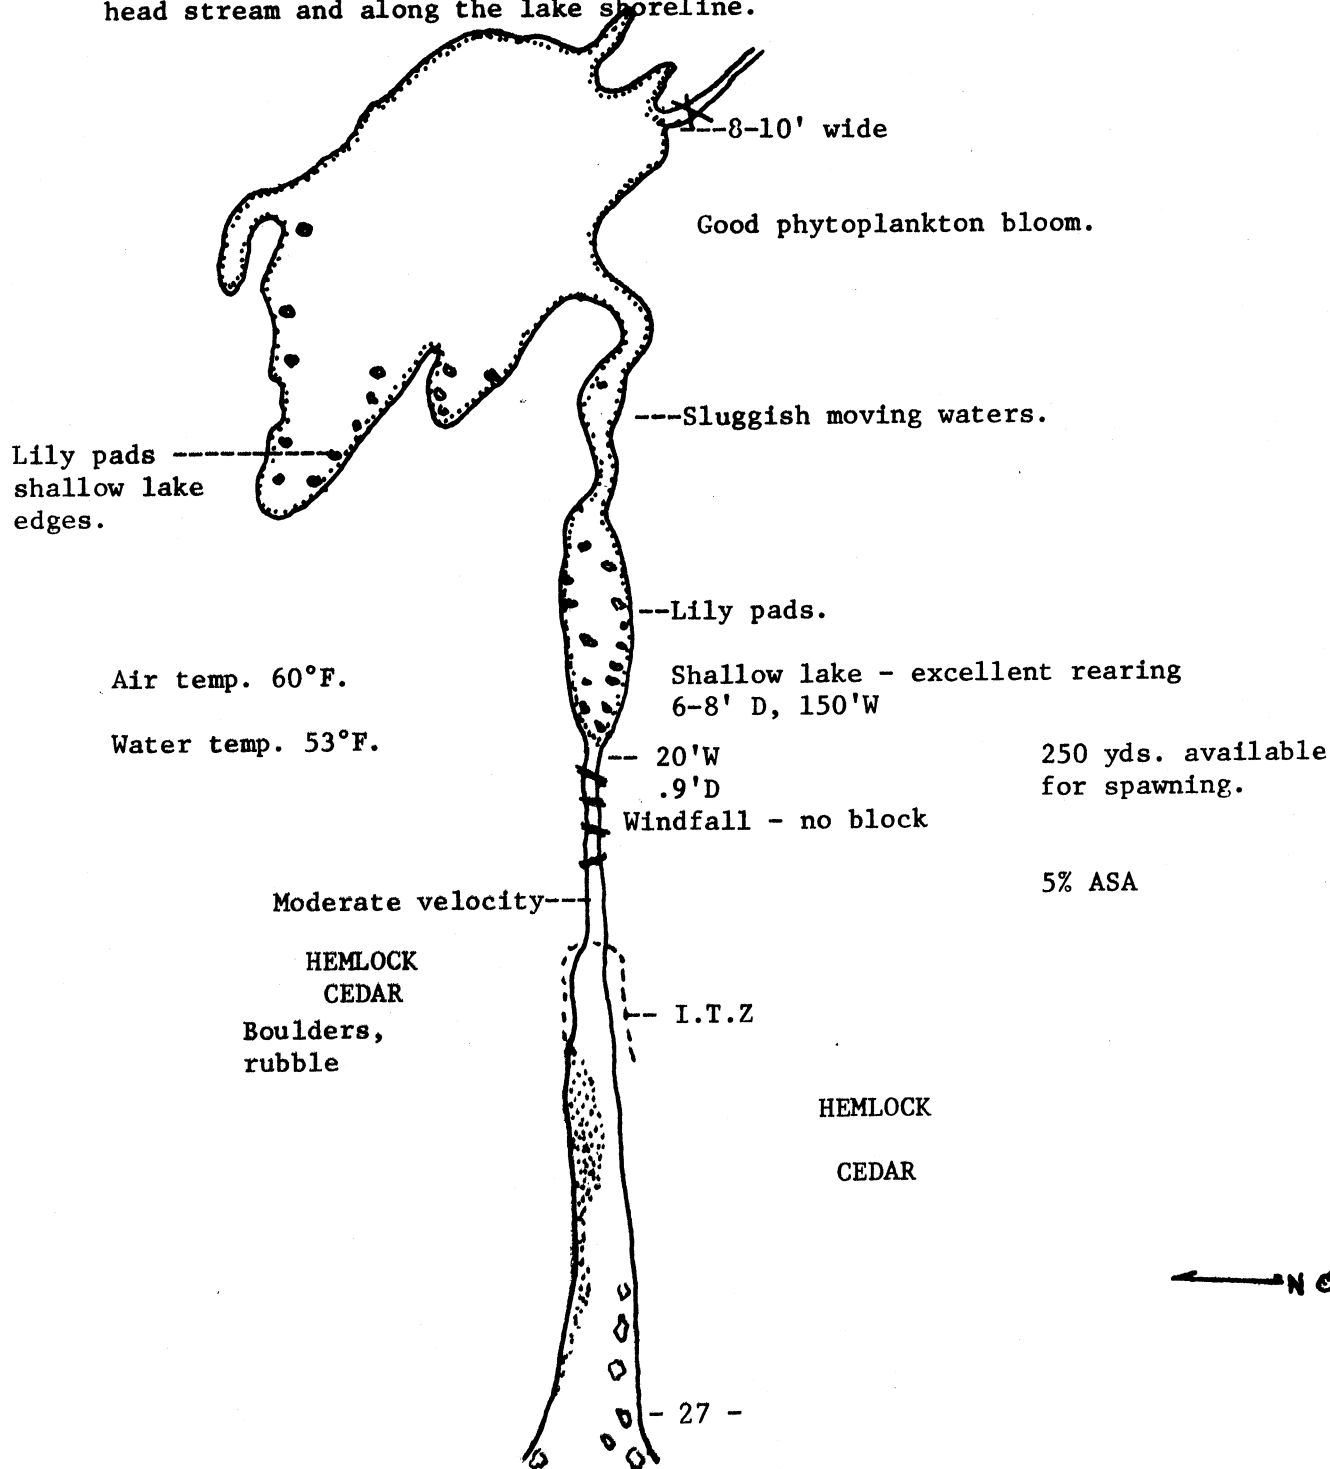 head stream and along the lake shoreline.
---8-10' wide
Good phytoplankton bloom.
---Sluggish moving waters.
Lily pads
shallow lake
edges.
--Lily pads.
Air temp. 60°F.
Shallow lake - excellent rearing
6-8' D, 150'W
Water temp. 53°F.
-- 20'W
.9'D
250 yds. available
for spawning.
Windfall - no block
5% ASA
Moderate velocity---
HEMLOCK
CEDAR
Boulders,
rubble
-- I.T.Z
HEMLOCK
CEDAR
N
- 27 -